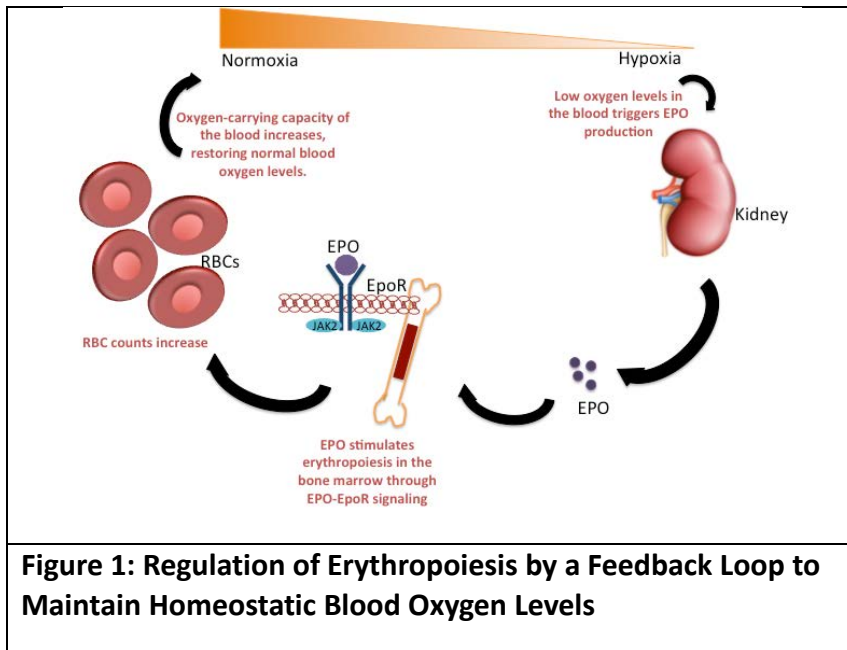 Normoxia
Hypoxia
Oxygen-carrying capacity of
the blood increases,
restoring normal blood
oxygen levels.
Low oxygen levels in
the blood triggers EPO
production
Kidney
RBCs
RBC counts increase
EPO
EpoR
JAK2
JAK2
EPO
EPO stimulates
erythropoiesis in the
bone marrow through
EPO-EpoR signaling
Figure 1: Regulation of Erythropoiesis by a Feedback Loop to
Maintain Homeostatic Blood Oxygen Levels